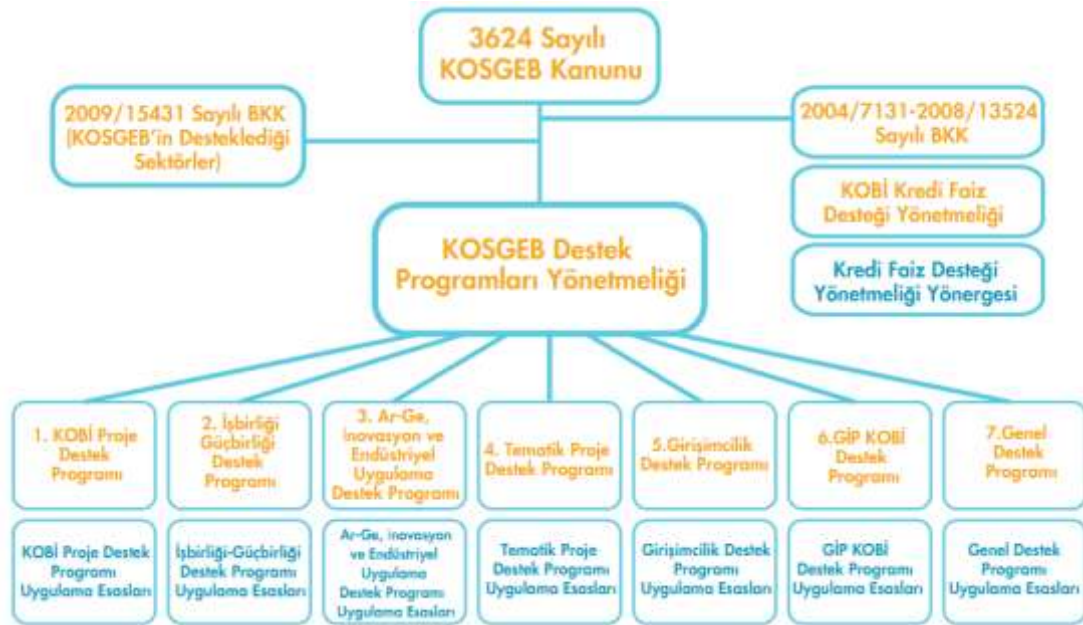 3624 Sayılı
KOSGEB Kanunu
2009/15431 Sayılı BKK
(KOSGEB'in Desteklediği
Sektörler)
2004/7131-2008/13524
Sayılı BKK
KOBİ Kredi Faiz
Desteği Yönetmeliği
Kredi Faiz Desteği
Yönetmeliği Yönergesi
KOSGEB Destek
Programları Yönetmeliği
1. KOBİ Proje
Destek
Programı
2. İşbirliği
Güçbirliği
Destek
Programı
3. Ar-Ge,
inovasyon ve
Endüstriyel
Uygulama
Destek Programı
4. Tematik Proje
Destek Programı
5.Girişimcilik
Destek Programı
6.GİP KOBİ
Destek
Programı
7.Genel
Destek
Programı
KOBİ Proje Destek
Programı
Uygulama Esasları
İşbirliği-Güçbirliği
Destek Programı
Uygulama Esasları
Ar-Ge, inovasyon
ve Endüstriyel
Uygulama
Destek Programı
Uygulama Esasları
Tematik Proje
Destek Programı
Uygulama Esasları
Girişimcilik Destek
Programı
Uygulama Esasları
GİP KOBİ
Destek Programı
Uygulama Esasları
Genel Destek
Programı
Uygulama Esasları